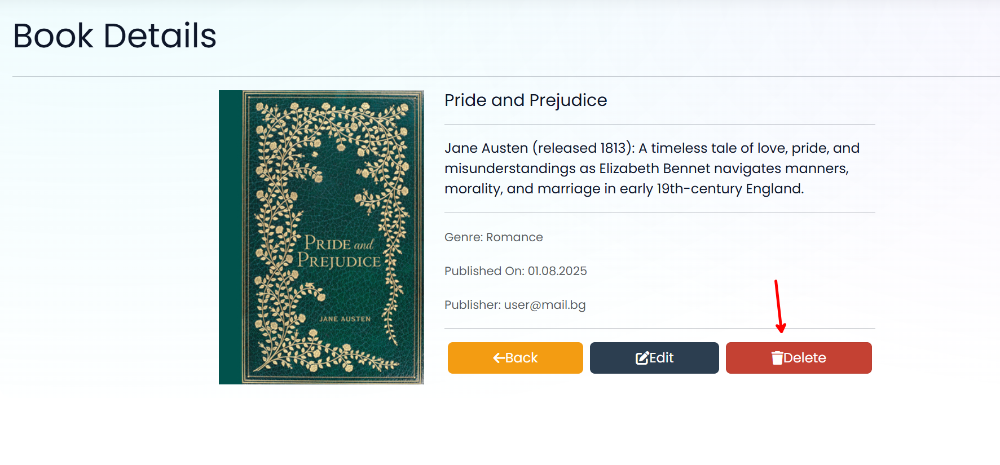 Book Details
PRIDE and
PREJUDICE
JANE AUSTEN
Pride and Prejudice
Jane Austen (released 1813): A timeless tale of love, pride, and
misunderstandings as Elizabeth Bennet navigates manners,
morality, and marriage in early 19th-century England.
Genre: Romance
Published On: 01.08.2025
Publisher: user@mail.bg
Back
Edit
Delete